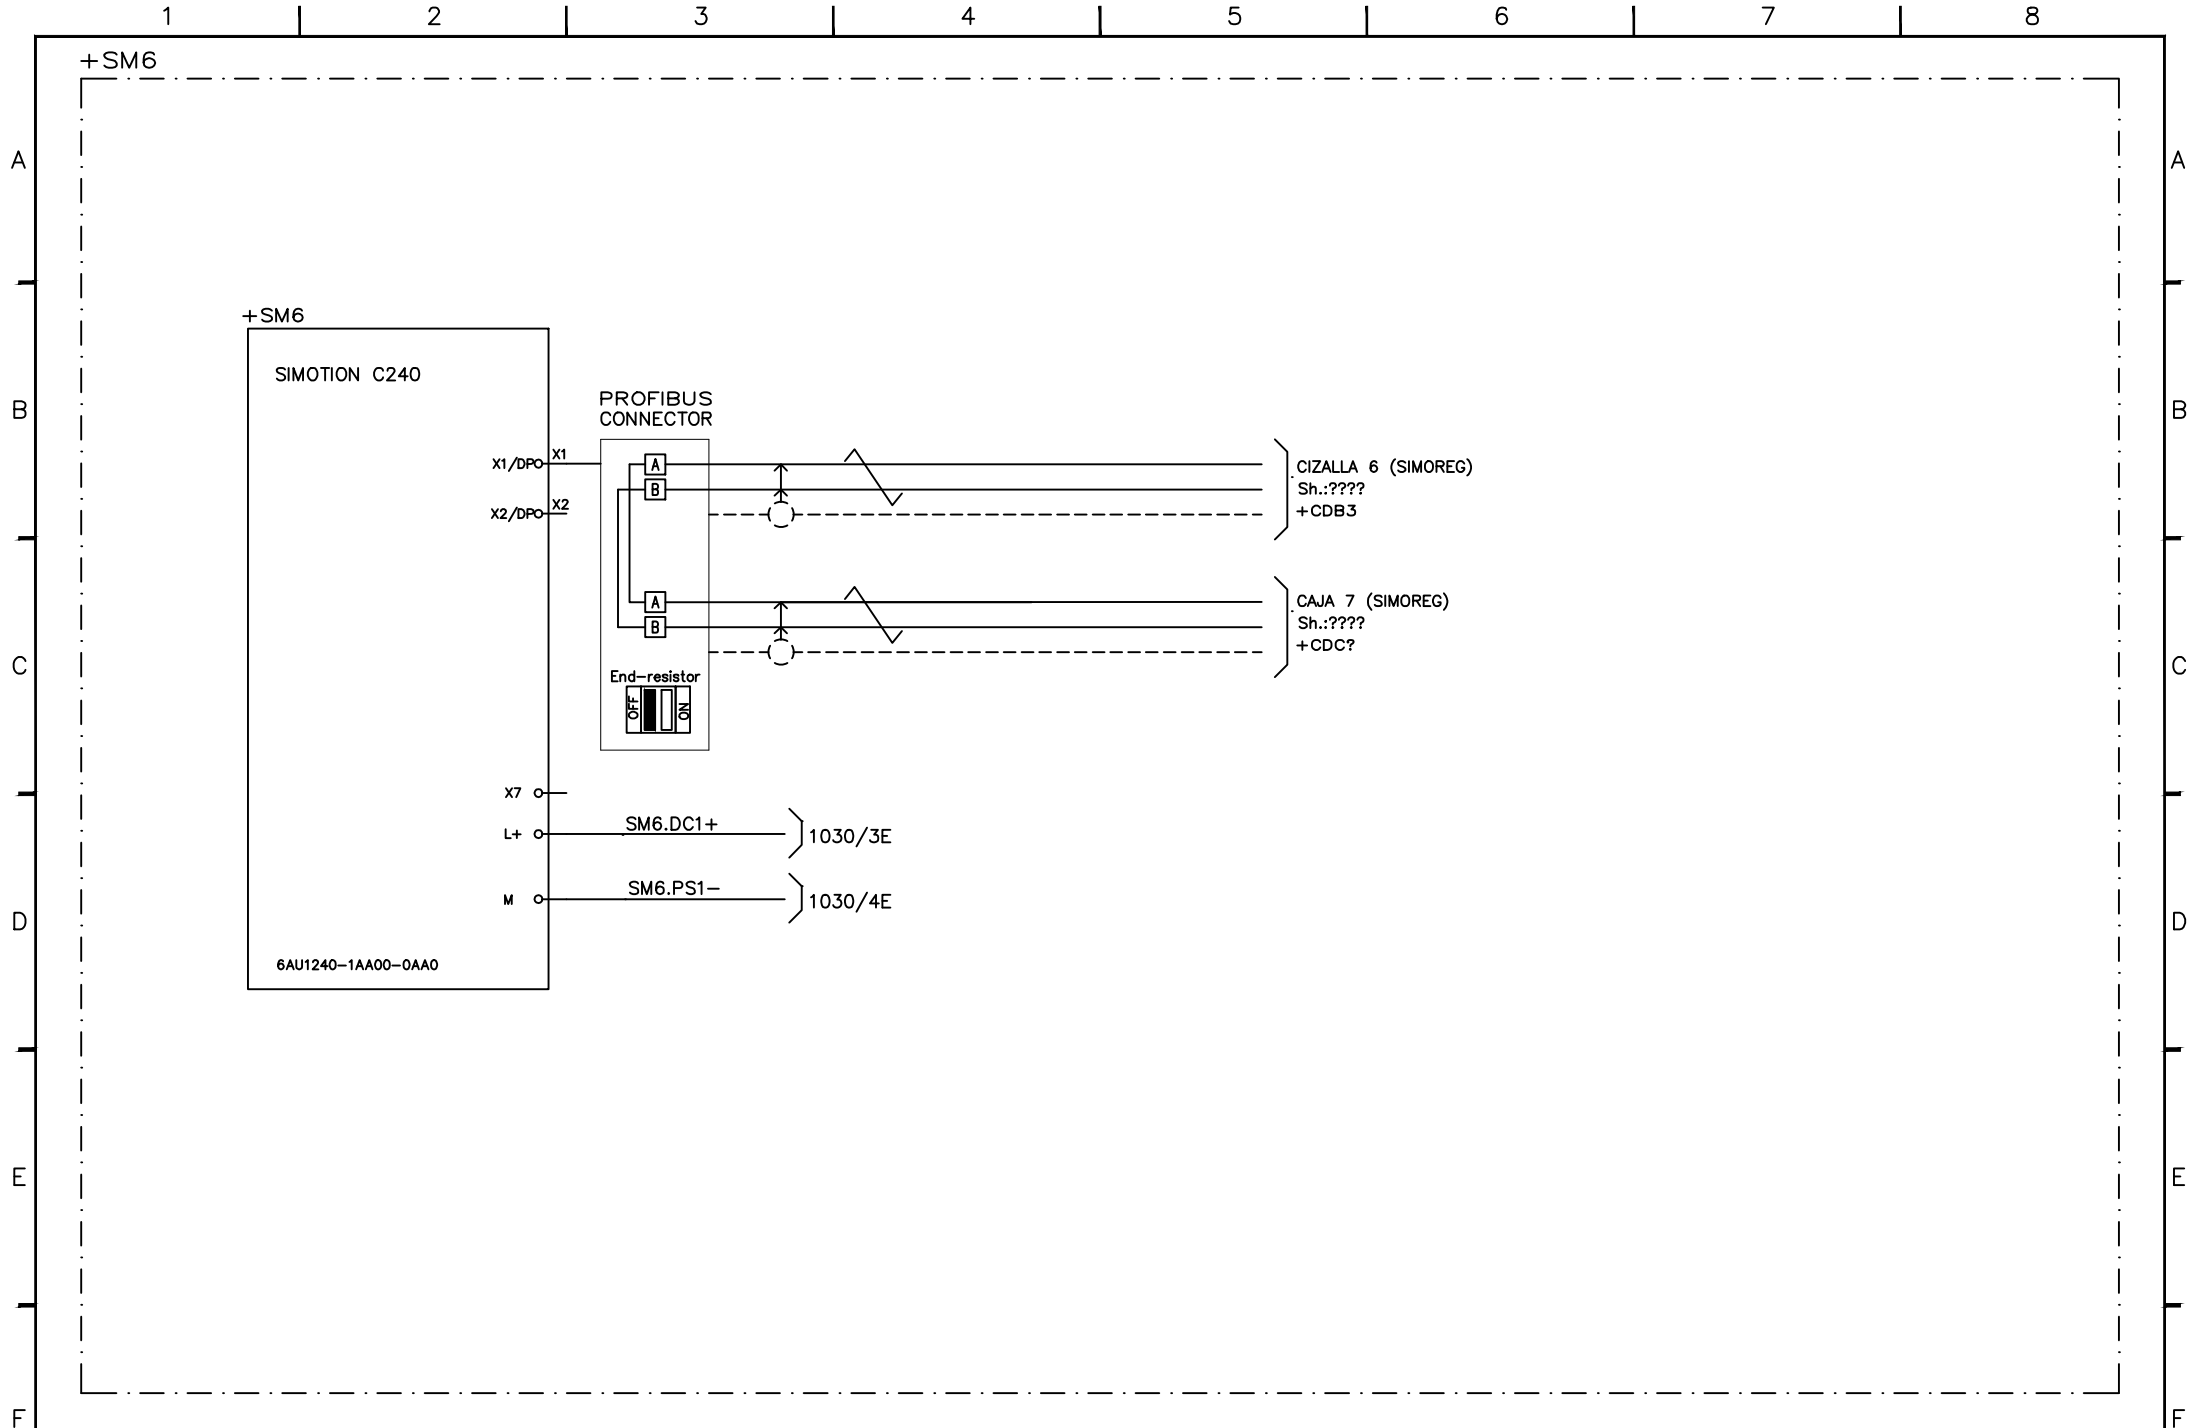 1 2 3 4 5 6 7 8
+SM6
A A
+SM6
SIMOTION C240
PROFIBUS
CONNECTOR
B B
X1/DP X1
A
CIZALLA 6 (SIMOREG)
B
Sh.:????
X2/DP X2
+CDB3
A
CAJA 7 (SIMOREG)
B
Sh.:????
+CDC?
C C
End-resistor
OFF ON
X7
L+ SM6.DC1+ 1030/3E
M SM6.PS1- 1030/4E
D D
6AU1240-1AA00-0AA0
E E
F F